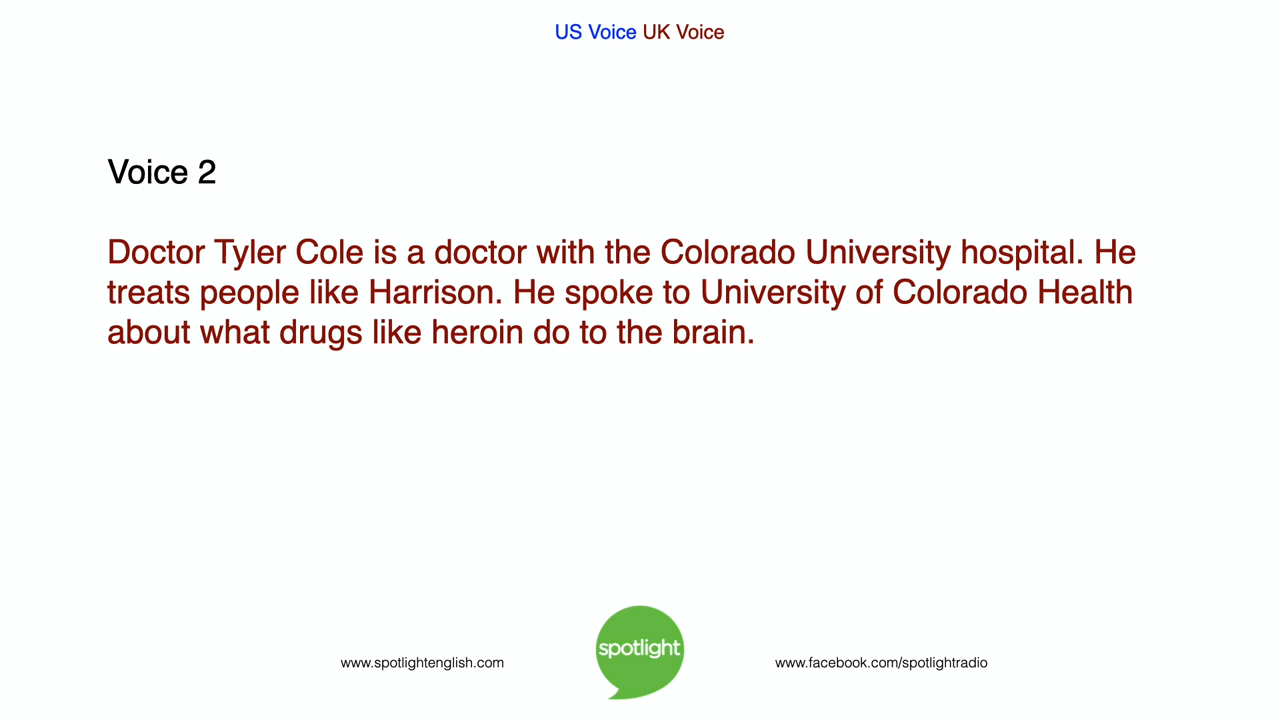 US Voice UK Voice
Voice 2
Doctor Tyler Cole is a doctor with the Colorado University hospital. He
treats people like Harrison. He spoke to University of Colorado Health
about what drugs like heroin do to the brain.
spotlight
www.spotlightenglish.com
www.facebook.com/spotlightradio